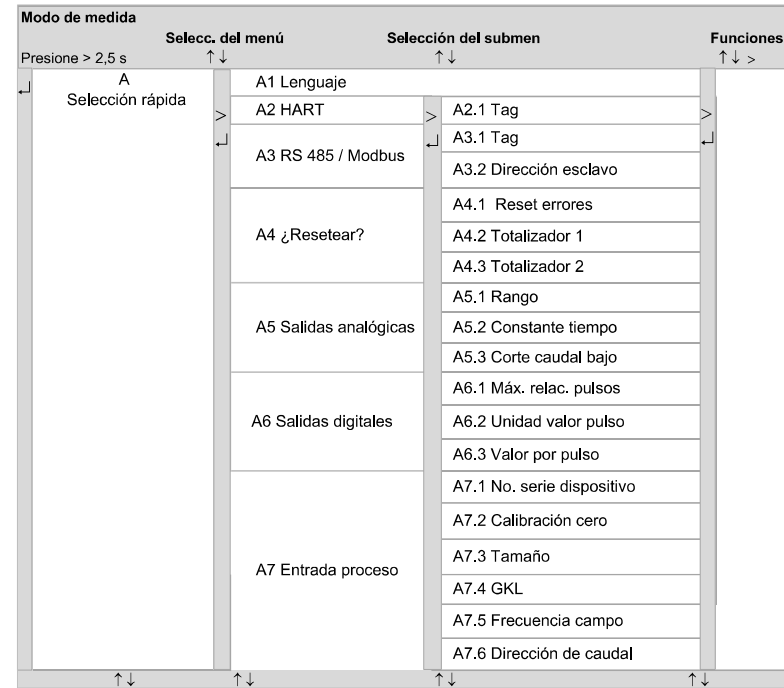 Modo de medida
Selecc. del menú Selección del submen Funciones
Presione > 2,5 s ↑↓ ↑↓ ↑↓ >
↵ A
Selección rápida
A1 Lenguaje
> A2 HART > A2.1 Tag >
↵ A3 RS 485 / Modbus ↵ A3.1 Tag ↵
A3.2 Dirección esclavo
A4 ¿Resetear?
A4.1 Reset errores
A4.2 Totalizador 1
A4.3 Totalizador 2
A5 Salidas analógicas
A5.1 Rango
A5.2 Constante tiempo
A5.3 Corte caudal bajo
A6 Salidas digitales
A6.1 Máx. relac. pulsos
A6.2 Unidad valor pulso
A6.3 Valor por pulso
A7 Entrada proceso
A7.1 No. serie dispositivo
A7.2 Calibración cero
A7.3 Tamaño
A7.4 GKL
A7.5 Frecuencia campo
A7.6 Dirección de caudal
↑↓ ↑↓ ↑↓ ↑↓